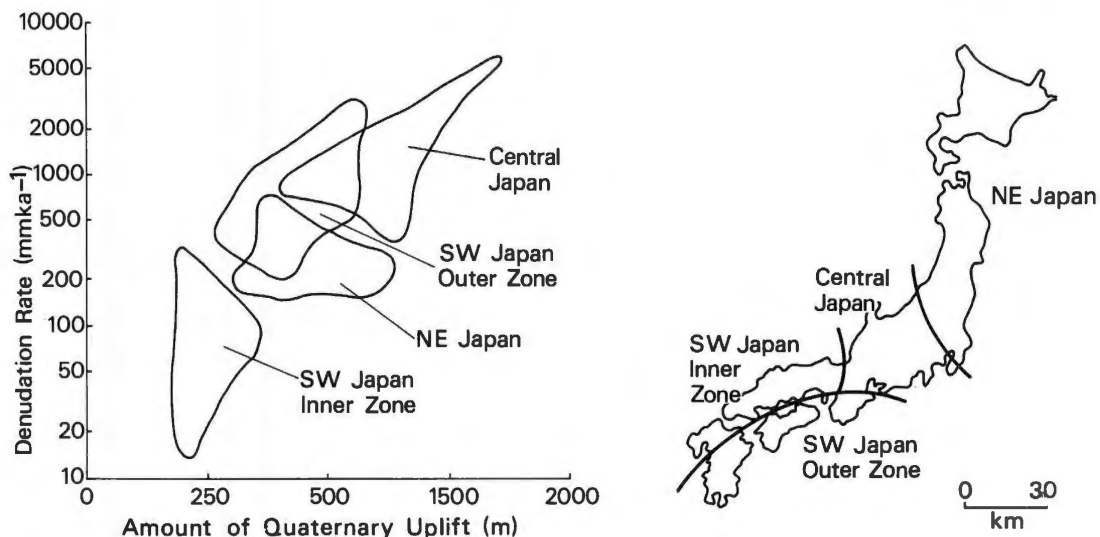 10000
5000
2000
1000
500
200
100
50
20
10
Denudation Rate (mmka⁻¹)
0
250
500
1500
2000
Amount of Quaternary Uplift (m)
Central
Japan
SW Japan
Outer Zone
NE Japan
SW Japan
Inner Zone
NE Japan
Central
Japan
SW Japan
Inner
Zone
SW Japan
Outer Zone
0 30
km